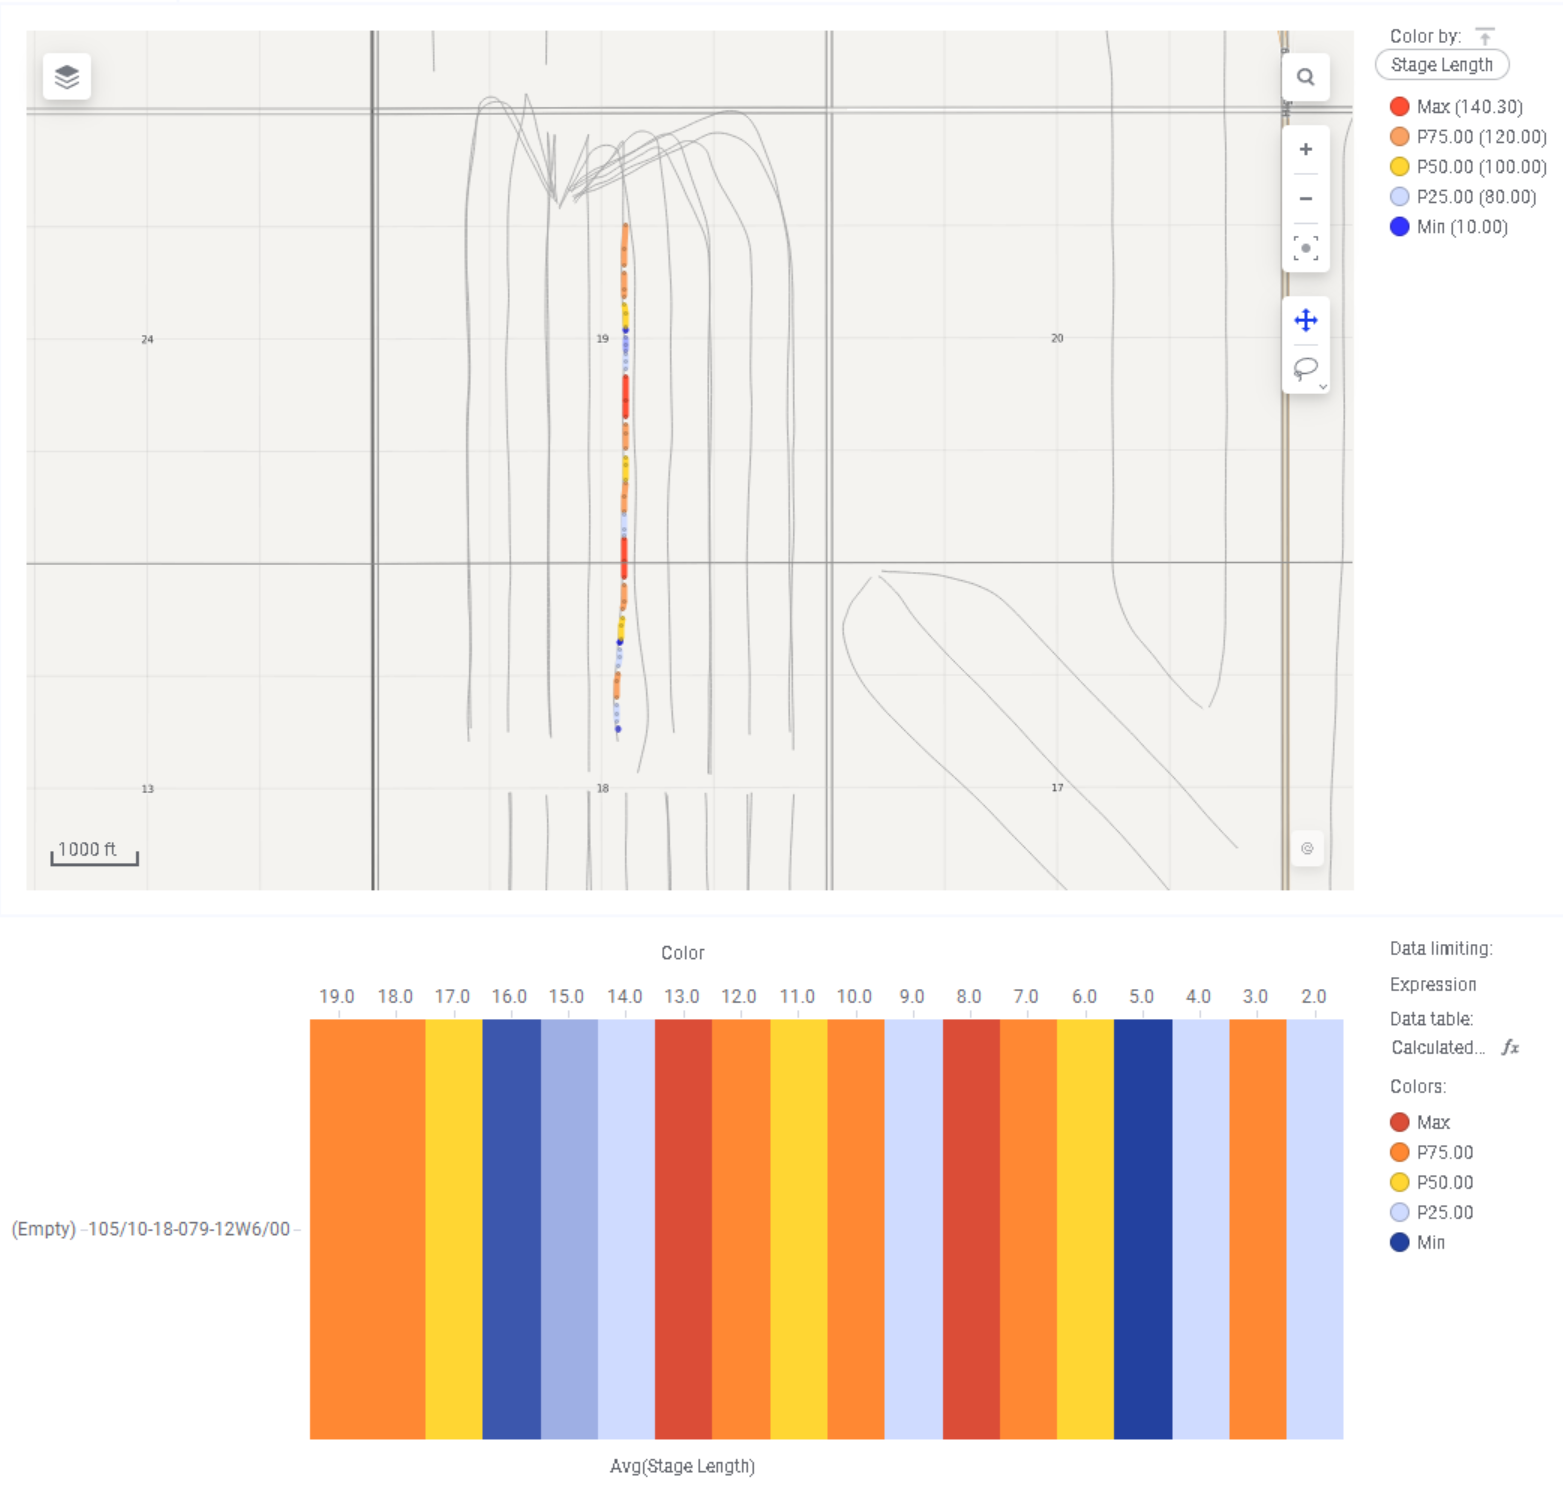 Color by:
Stage Length
Max (140.30)
P75.00 (120.00)
P50.00 (100.00)
P25.00 (80.00)
Min (10.00)
24
19
20
13
18
17
1000 ft
Color
19.0 18.0 17.0 16.0 15.0 14.0 13.0 12.0 11.0 10.0 9.0 8.0 7.0 6.0 5.0 4.0 3.0 2.0
(Empty) 105/10-18-079-12W6/00
Avg(Stage Length)
Data limiting:
Expression
Data table:
Calculated... fx
Colors:
Max
P75.00
P50.00
P25.00
Min